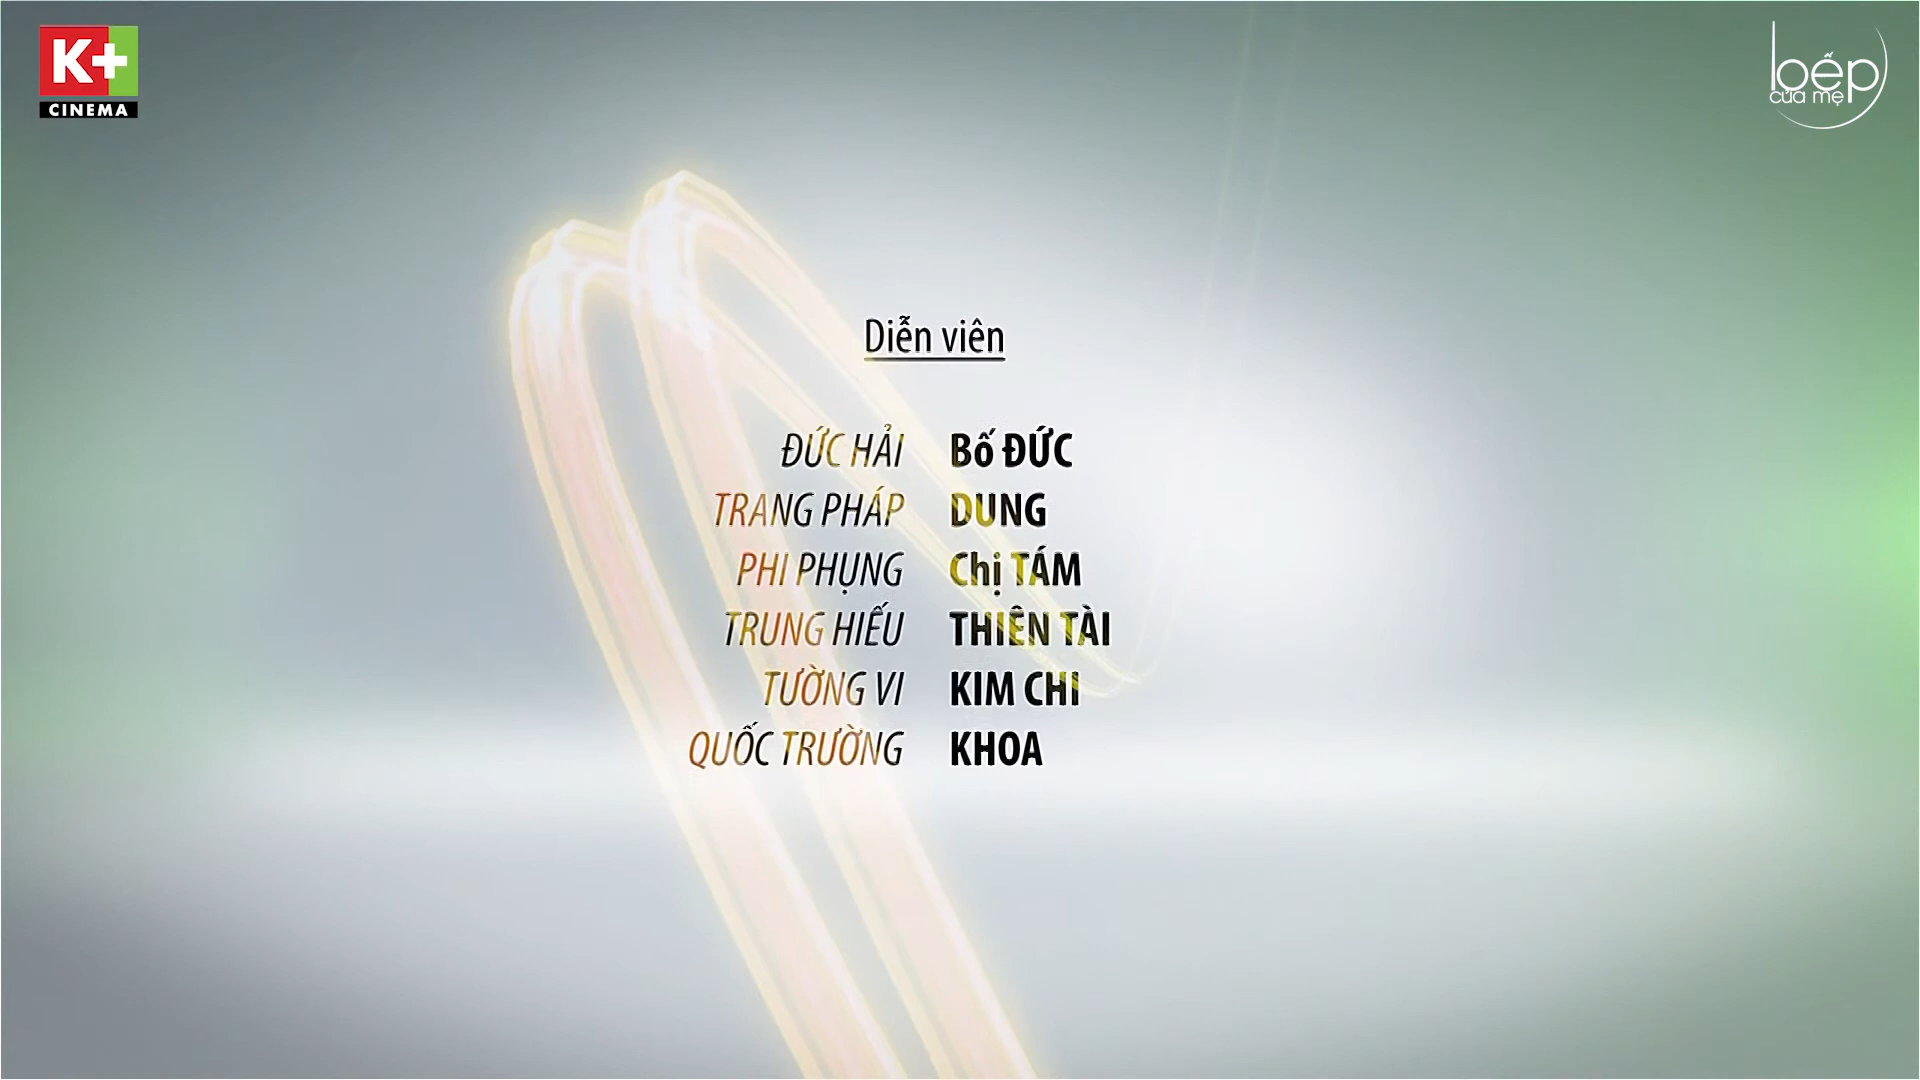 K+
CINEMA
bếp
của mẹ
Diễn viên
ĐỨC HẢI Bố ĐỨC
TRANG PHÁP DUNG
PHI PHỤNG Chị TÁM
TRUNG HIẾU THIÊN TÀI
TƯỜNG VI KIM CHI
QUỐC TRƯỜNG KHOA